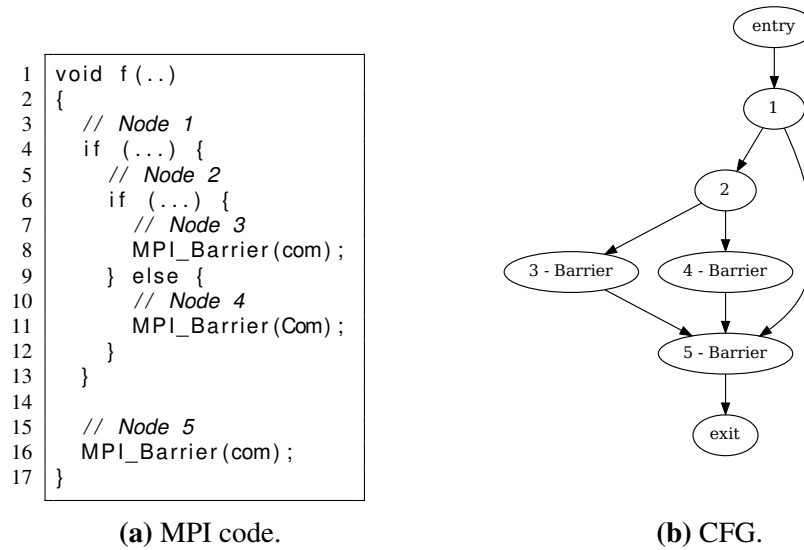 1 void f(..)
2 {
3 // Node 1
4 if (...) {
5 // Node 2
6 if (...) {
7 // Node 3
8 MPI_Barrier(com);
9 } else {
10 // Node 4
11 MPI_Barrier(Com);
12 }
13 }
14
15 // Node 5
16 MPI_Barrier(com);
17 }
(a) MPI code.
entry
1
2
3 - Barrier 4 - Barrier
5 - Barrier
exit
(b) CFG.